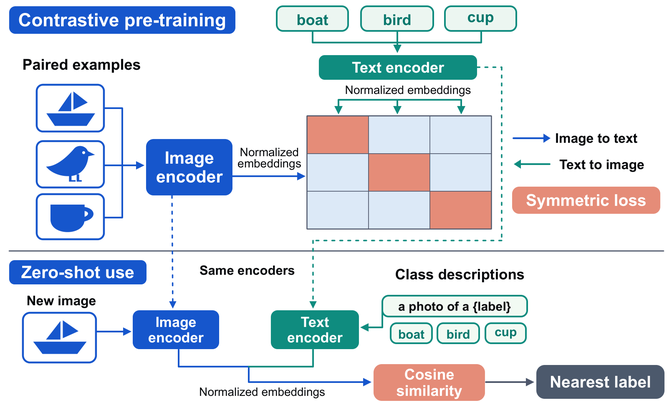 Contrastive pre-training
boat
bird
cup
Text encoder
Paired examples
Normalized embeddings
Image
encoder
Normalized
embeddings
Image to text
Text to image
Symmetric loss
Zero-shot use
Same encoders
Class descriptions
New image
a photo of a {label}
Image
encoder
Text
encoder
boat
bird
cup
Cosine
similarity
Nearest label
Normalized embeddings